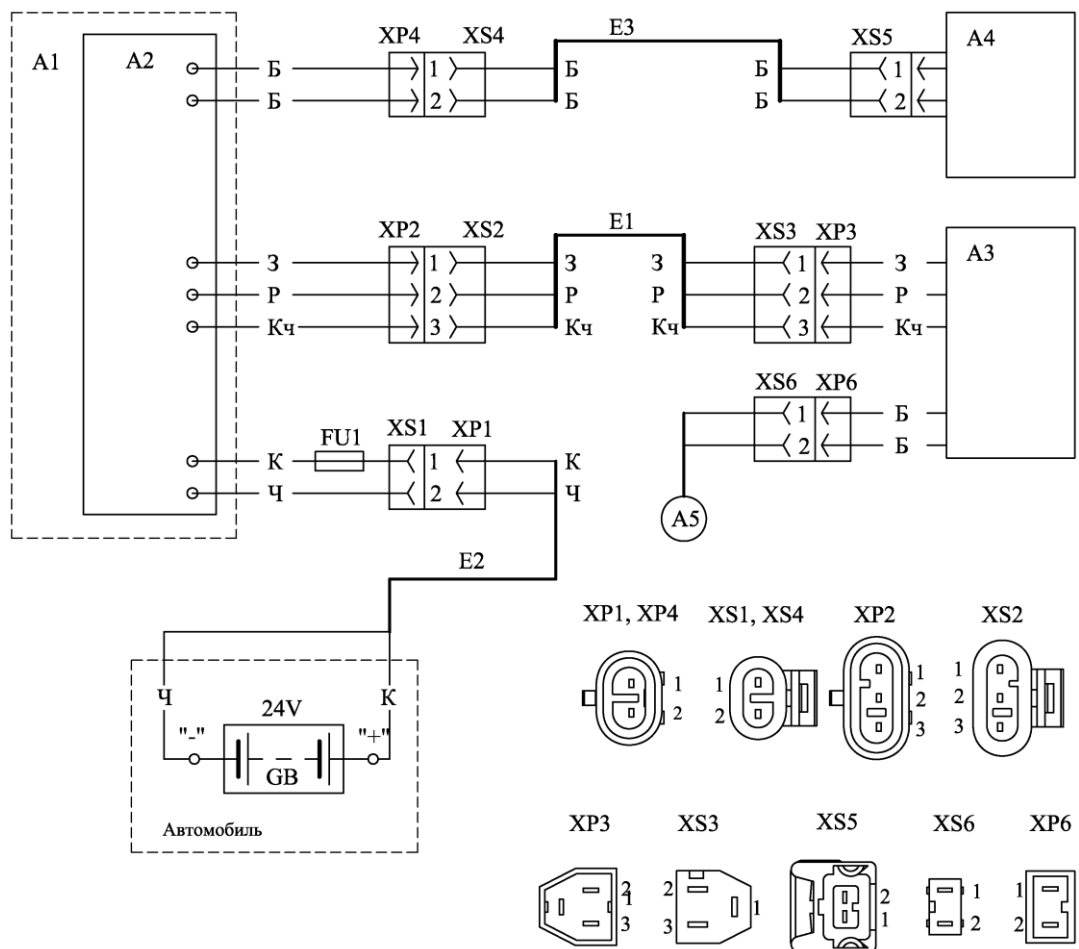 XP4 XS4 E3 XS5 A4
A1 A2
Б 1 Б Б 1
Б 2 Б Б 2
XP2 XS2 E1 XS3 XP3 A3
З 1 З З 1 З
Р 2 Р Р 2 Р
Кч 3 Кч Кч 3 Кч
XS6 XP6
1 Б
2 Б
FU1 XS1 XP1
К 1 К
Ч 2 Ч
A5
E2
XP1, XP4 XS1, XS4 XP2 XS2
1 2
1 2
1 2 3
1 2 3
Ч К
24V
"-" "+"
GB
Автомобиль
XP3 XS3 XS5 XS6 XP6
2 1 3
2 3 1
2 1
1 2
1 2